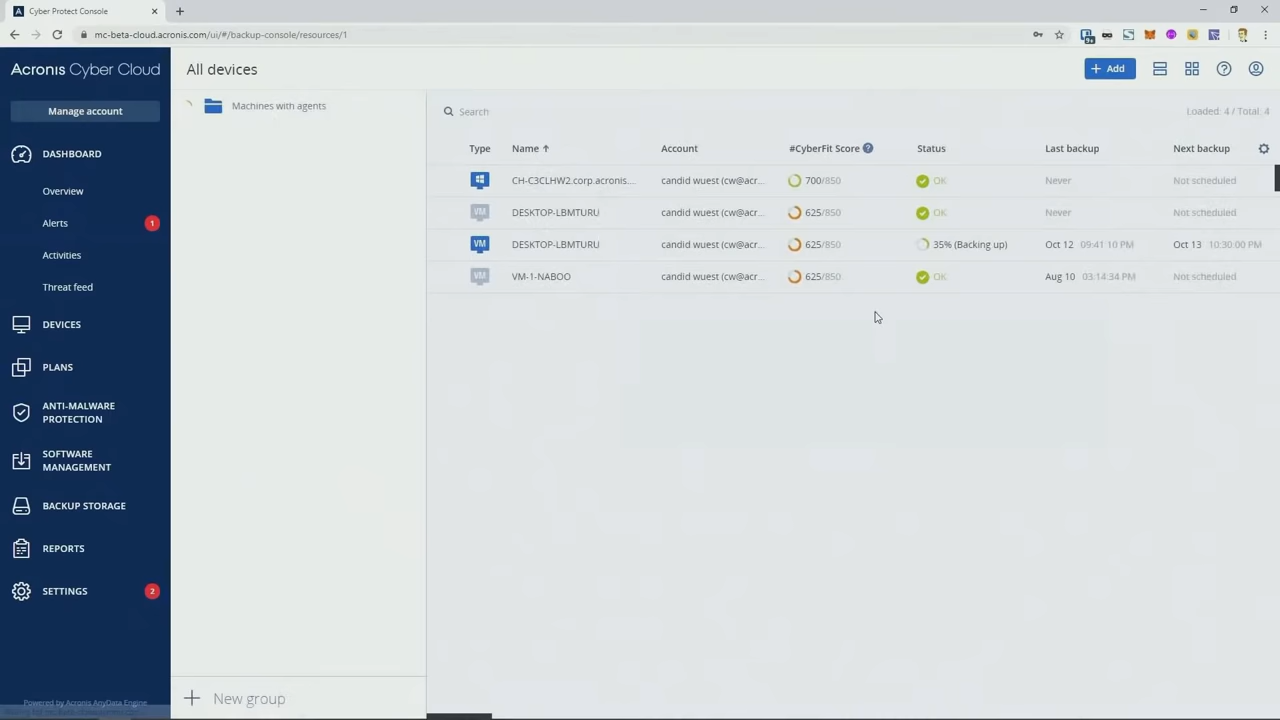 Cyber Protect Console
mc-beta-cloud.acronis.com/ui/#/backup-console/resources/1
9+
Acronis Cyber Cloud
All devices
Add
Manage account
Machines with agents
Search
Loaded: 4 / Total: 4
DASHBOARD
Type Name Account #CyberFit Score Status Last backup Next backup
Overview
CH-C3CLHW2.corp.acronis.... candid wuest (cw@acr... 700/850 OK Never Not scheduled
Alerts 1
VM DESKTOP-LBMTURU candid wuest (cw@acr... 625/850 OK Never Not scheduled
Activities
VM DESKTOP-LBMTURU candid wuest (cw@acr... 625/850 35% (Backing up) Oct 12 09:41:10 PM Oct 13 10:30:00 PM
Threat feed
VM VM-1-NABOO candid wuest (cw@acr... 625/850 OK Aug 10 03:14:34 PM Not scheduled
DEVICES
PLANS
ANTI-MALWARE
PROTECTION
SOFTWARE
MANAGEMENT
BACKUP STORAGE
REPORTS
SETTINGS 2
New group
Powered by Acronis AnyData Engine